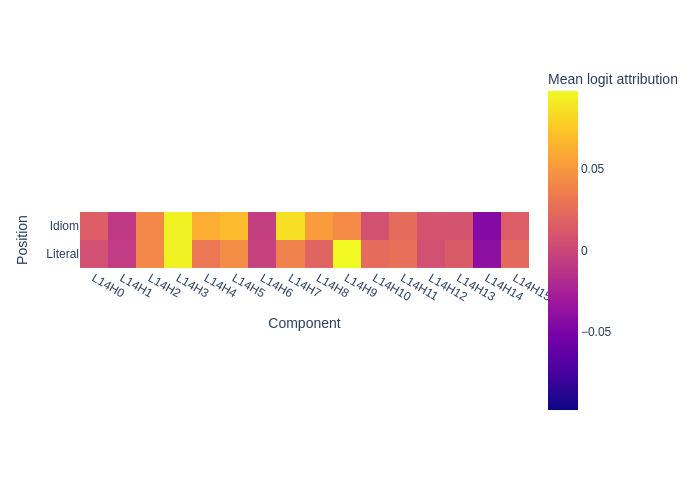 Mean logit attribution
0.05
0
−0.05
Position
Idiom
Literal
L14H0
L14H1
L14H2
L14H3
L14H4
L14H5
L14H6
L14H7
L14H8
L14H9
L14H10
L14H11
L14H12
L14H13
L14H14
L14H15
Component